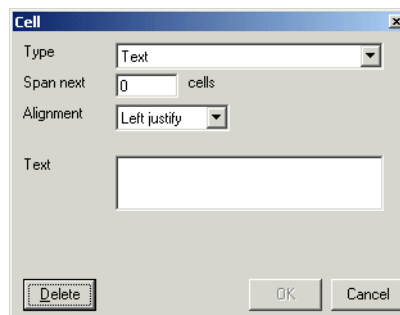 Cell
Type Text
Span next 0 cells
Alignment Left justify
Text
Delete OK Cancel